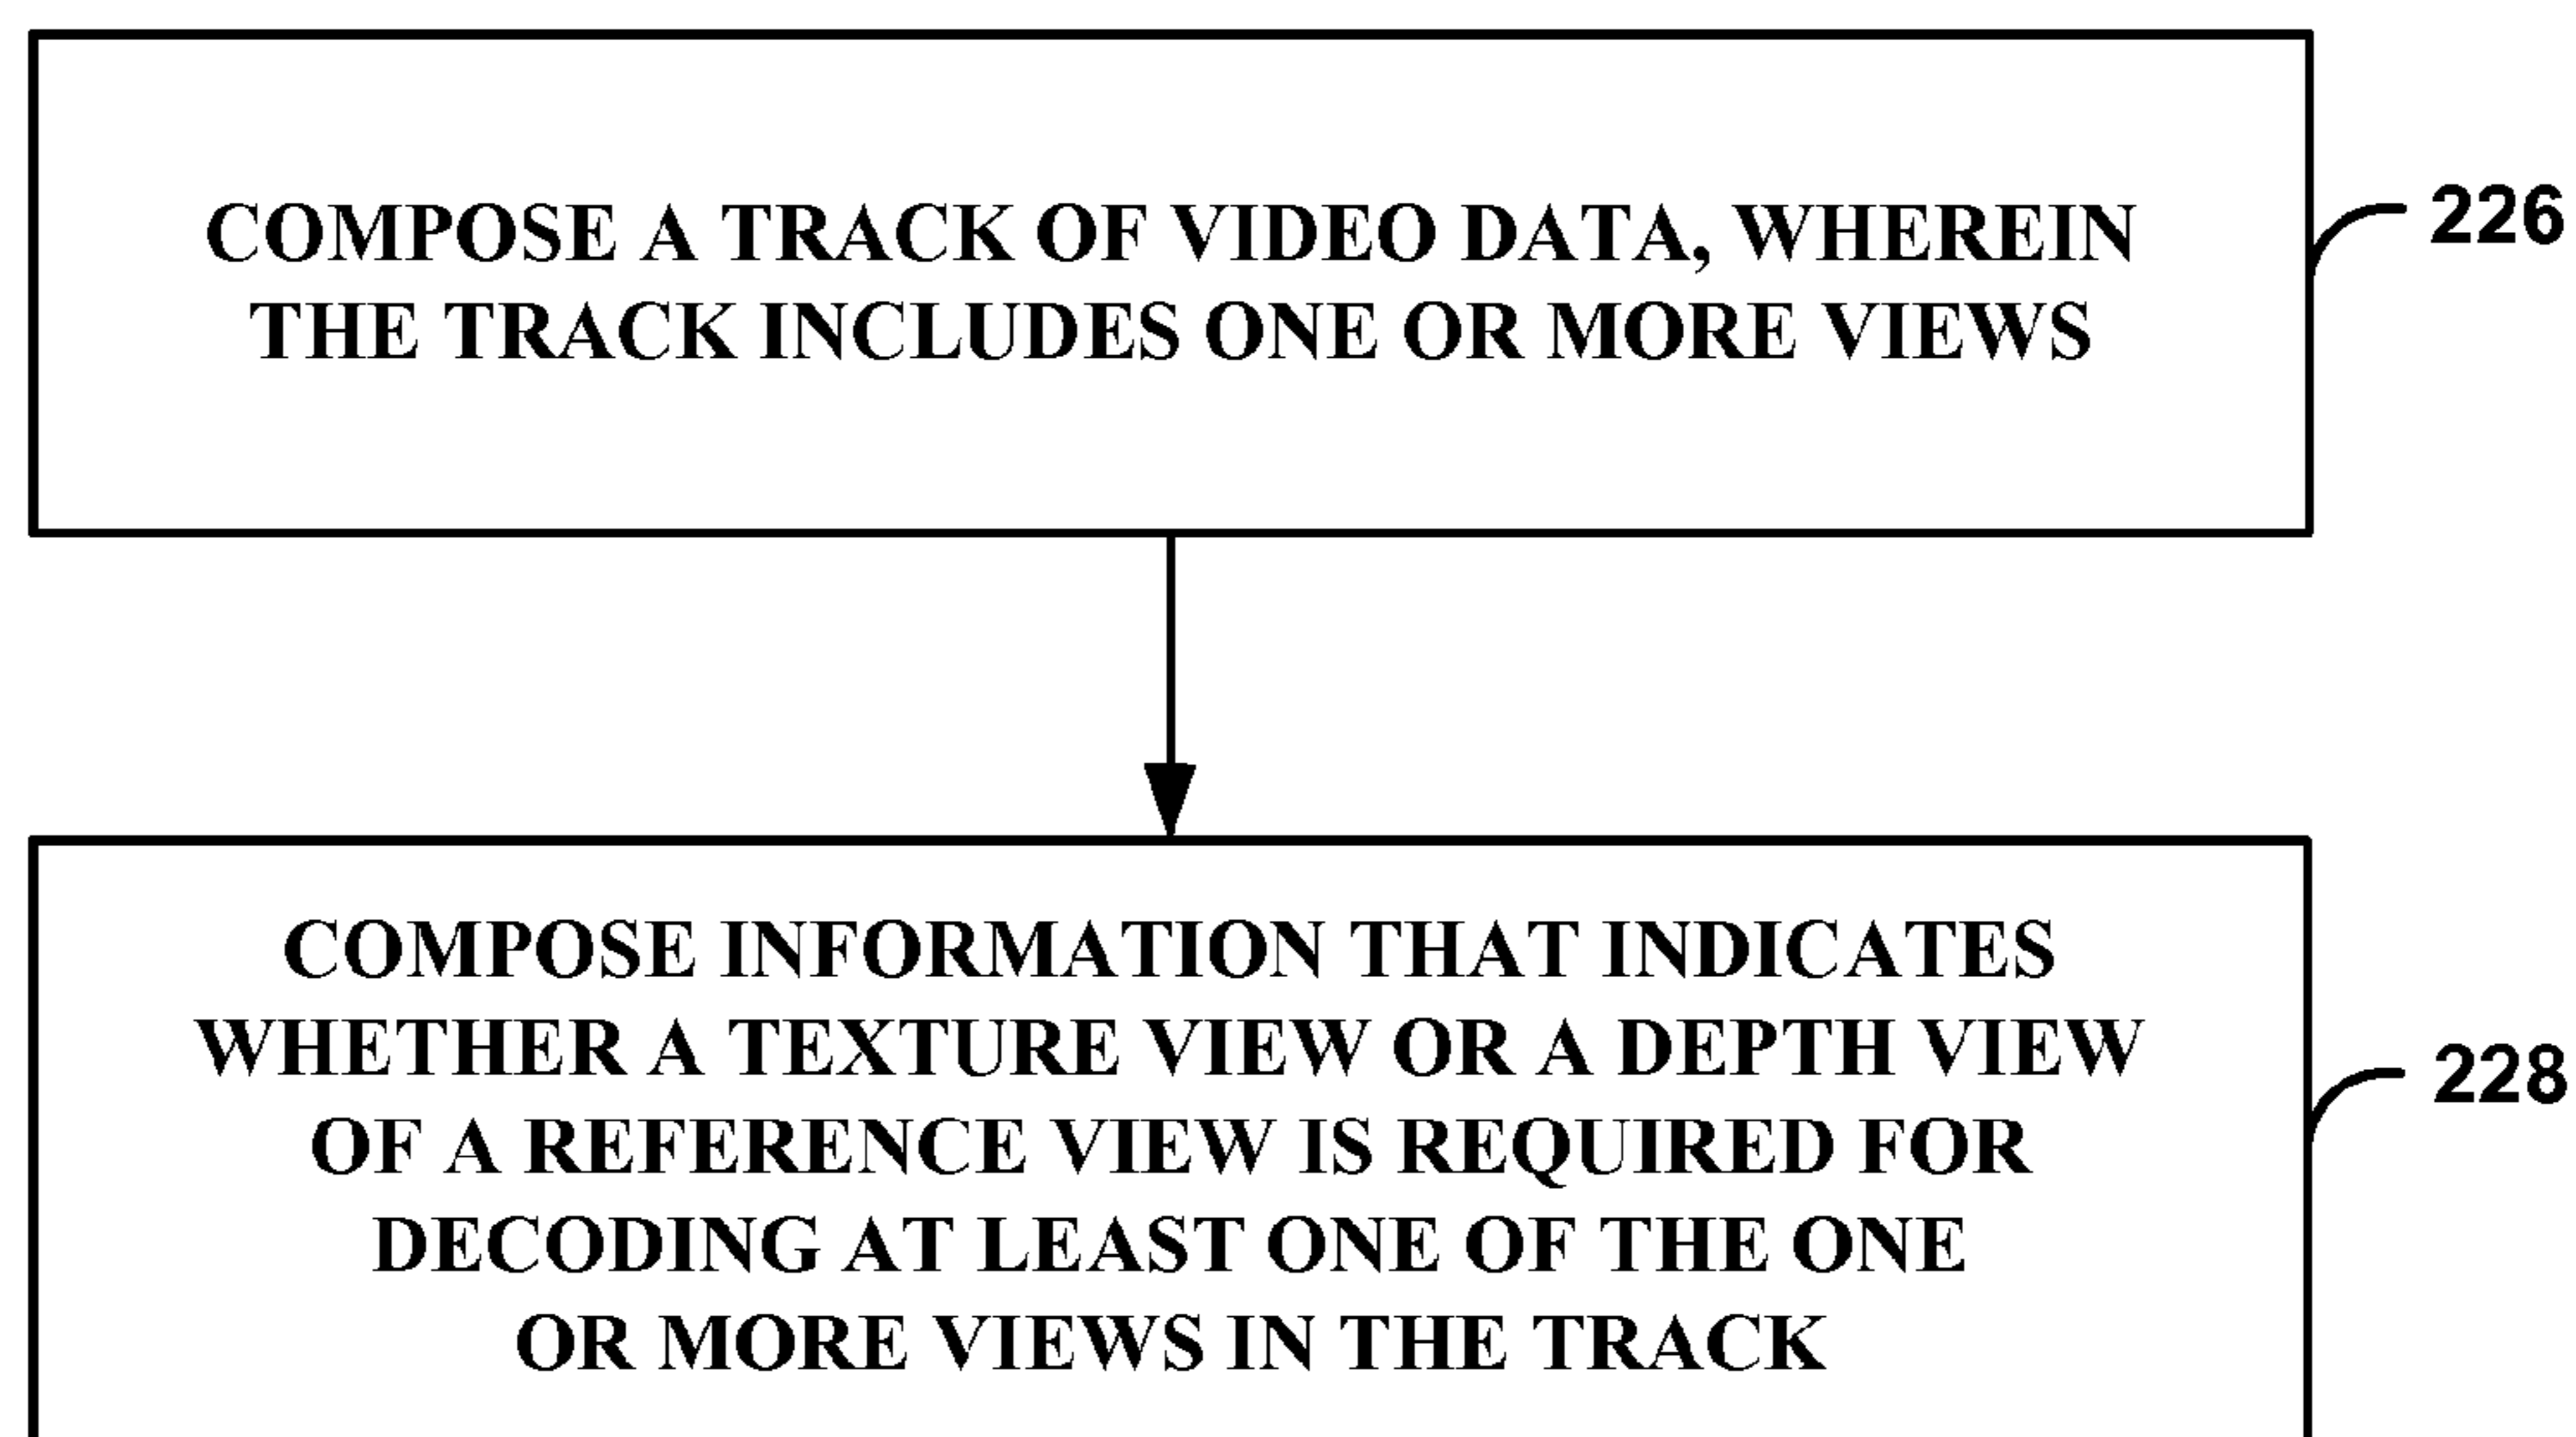 COMPOSE A TRACK OF VIDEO DATA, WHEREIN
THE TRACK INCLUDES ONE OR MORE VIEWS
226
COMPOSE INFORMATION THAT INDICATES
WHETHER A TEXTURE VIEW OR A DEPTH VIEW
OF A REFERENCE VIEW IS REQUIRED FOR
DECODING AT LEAST ONE OF THE ONE
OR MORE VIEWS IN THE TRACK
228